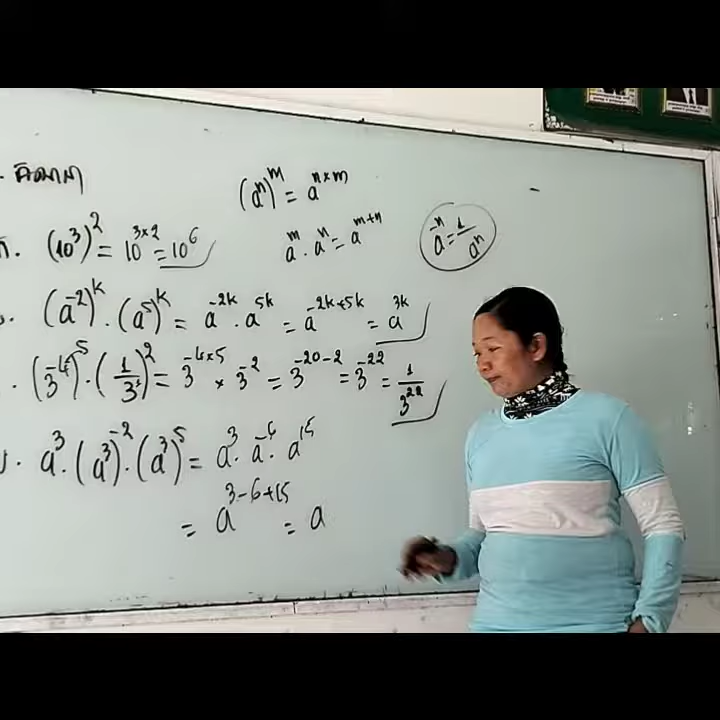 (aⁿ)ᵐ = aⁿˣᵐ
(10³)² = 10³ˣ² = 10⁶
aᵐ · aⁿ = aᵐ⁺ⁿ
a⁻ⁿ = 1/aⁿ
(a⁻²)ᵏ · (a⁵)ᵏ = a⁻²ᵏ · a⁵ᵏ = a⁻²ᵏ⁺⁵ᵏ = a³ᵏ
(3⁻⁴)⁵ · (1/3¹)² = 3⁻⁴ˣ⁵ × 3⁻² = 3⁻²⁰⁻² = 3⁻²² = 1/3²²
a³ · (a³)⁻² · (a³)⁵ = a³ · a⁻⁶ · a¹⁵
= a³⁻⁶⁺¹⁵ = a